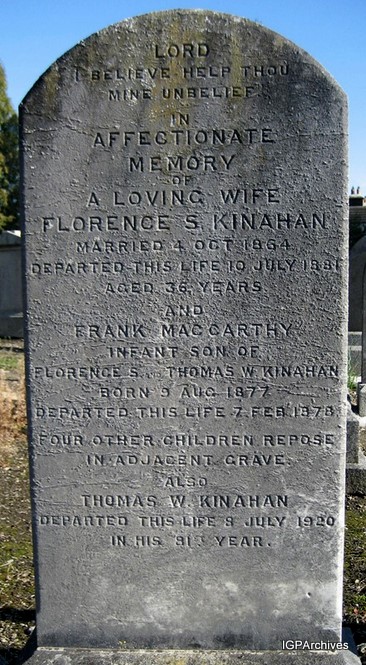 LORD
I BELIEVE HELP THOU
MINE UNBELIEF
IN
AFFECTIONATE
MEMORY
OF
A LOVING WIFE
FLORENCE S. KINAHAN
MARRIED 4 OCT 1864
DEPARTED THIS LIFE 10 JULY 1881
AGED 36 YEARS
AND
FRANK MACCARTHY
INFANT SON OF
FLORENCE S. THOMAS W. KINAHAN
BORN 9 AUG. 1877
DEPARTED THIS LIFE 7 FEB. 1878
FOUR OTHER CHILDREN REPOSE
IN ADJACENT GRAVE.
ALSO
THOMAS W. KINAHAN
DEPARTED THIS LIFE 8 JULY 1920
IN HIS YEAR.
IGPArchives